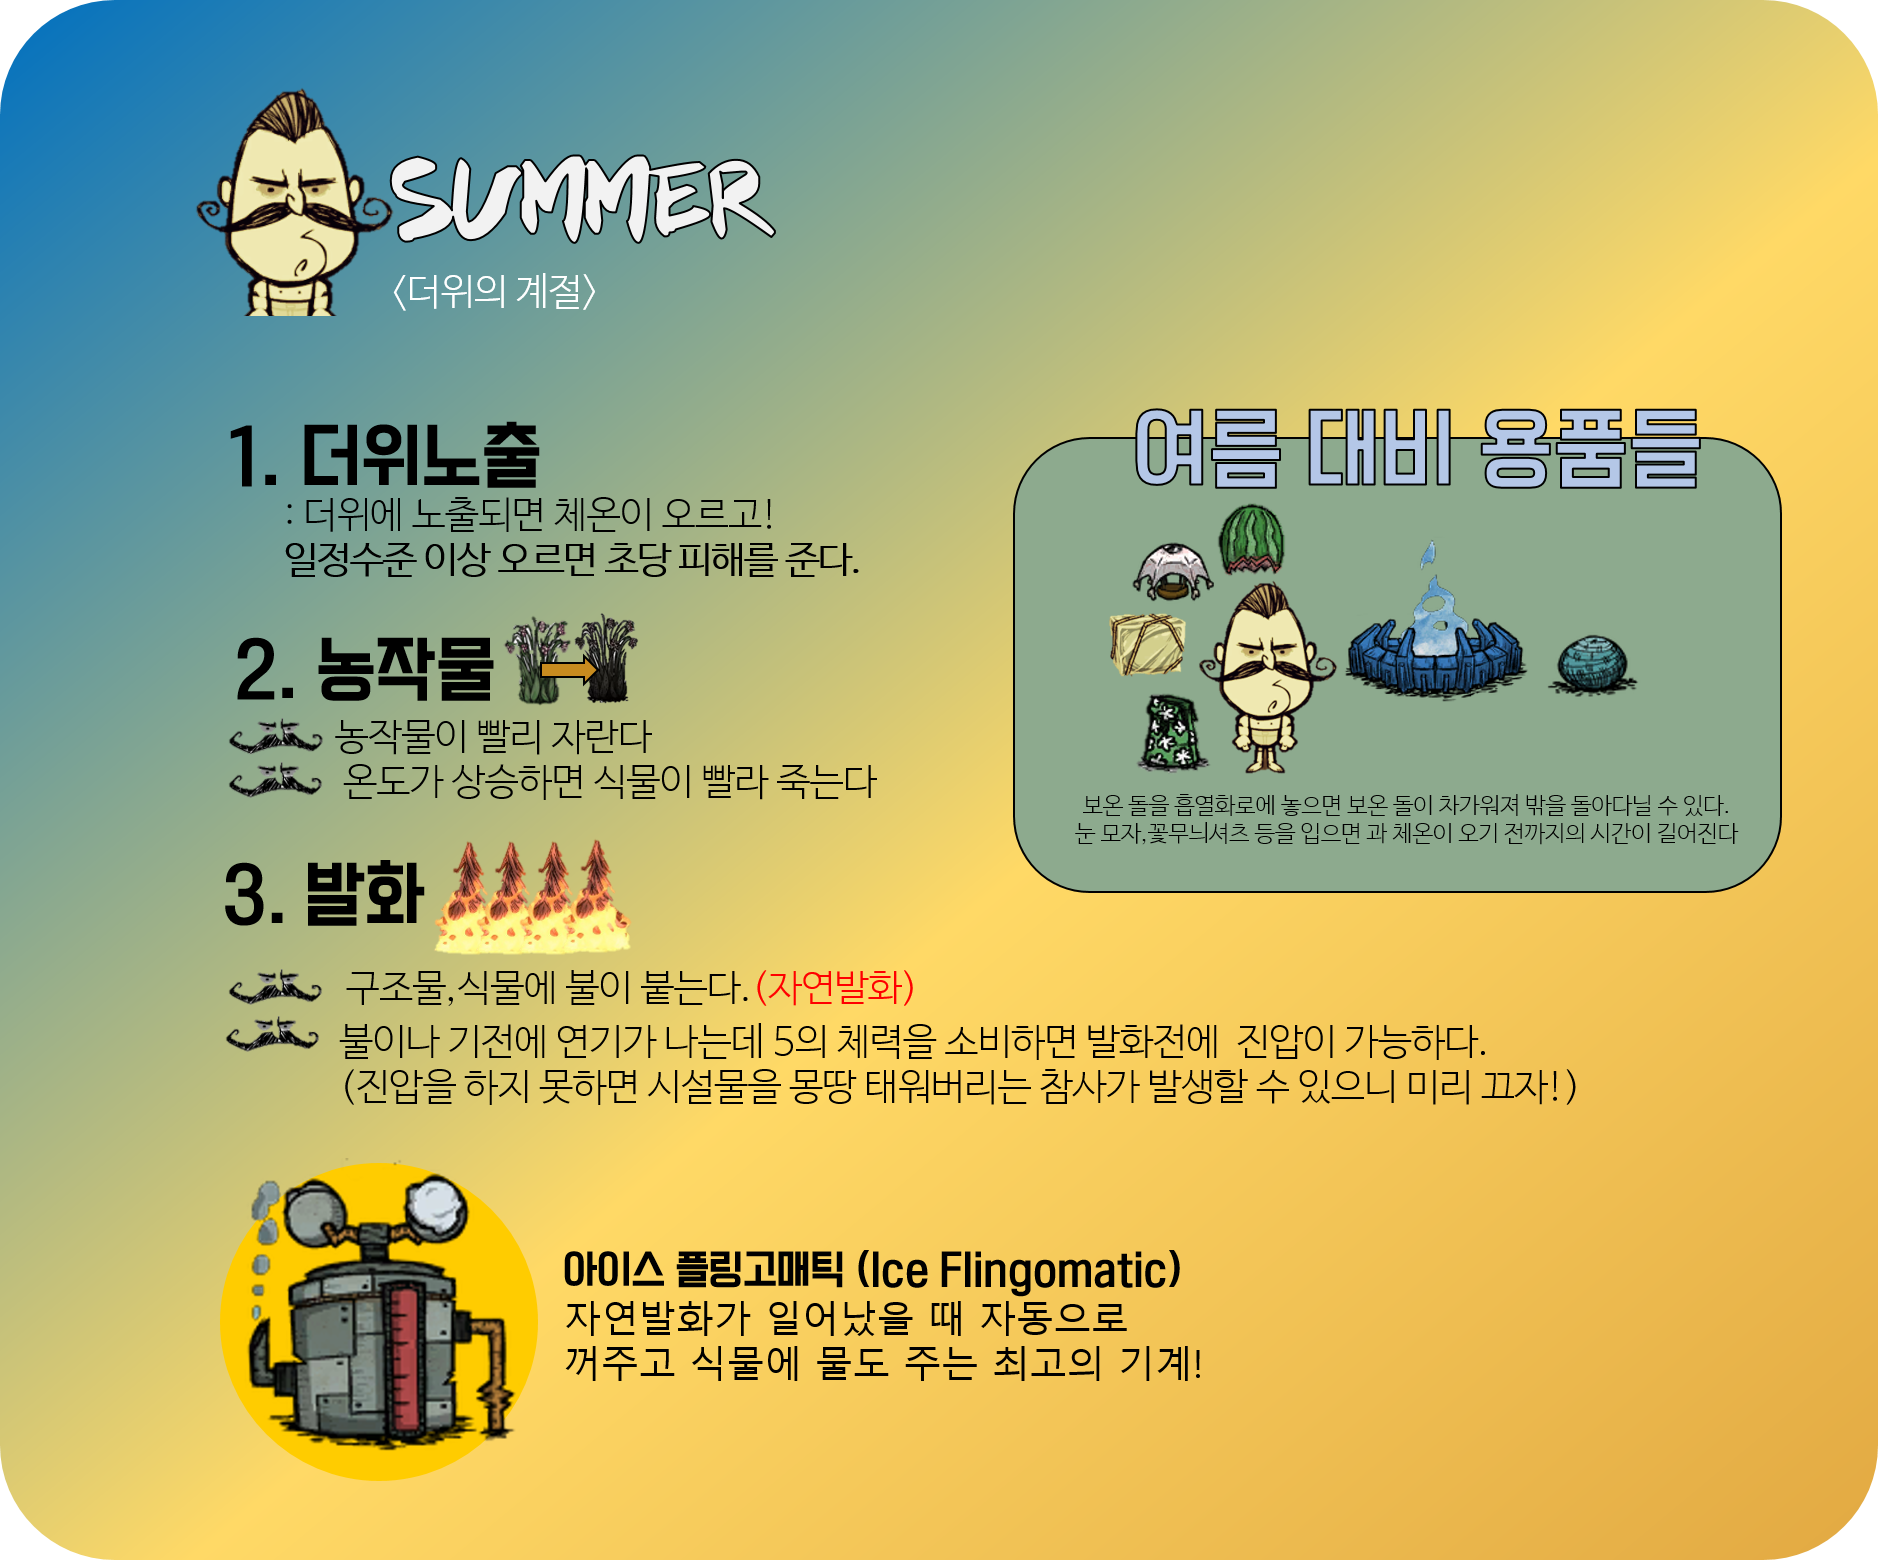 SUMMER
<더위의 계절>
1. 더위노출
: 더위에 노출되면 체온이 오르고!
일정수준 이상 오르면 초당 피해를 준다.
2. 농작물
농작물이 빨리 자란다
온도가 상승하면 식물이 빨라 죽는다
3. 발화
구조물,식물에 불이 붙는다.(자연발화)
불이나 기전에 연기가 나는데 5의 체력을 소비하면 발화전에 진압이 가능하다.
(진압을 하지 못하면 시설물을 몽땅 태워버리는 참사가 발생할 수 있으니 미리 끄자!)
여름 대비 용품들
보온 돌을 흡열화로에 놓으면 보온 돌이 차가워져 밖을 돌아다닐 수 있다.
눈 모자,꽃무늬셔츠 등을 입으면 과 체온이 오기 전까지의 시간이 길어진다
아이스 플링고매틱 (Ice Flingomatic)
자연발화가 일어났을 때 자동으로
꺼주고 식물에 물도 주는 최고의 기계!